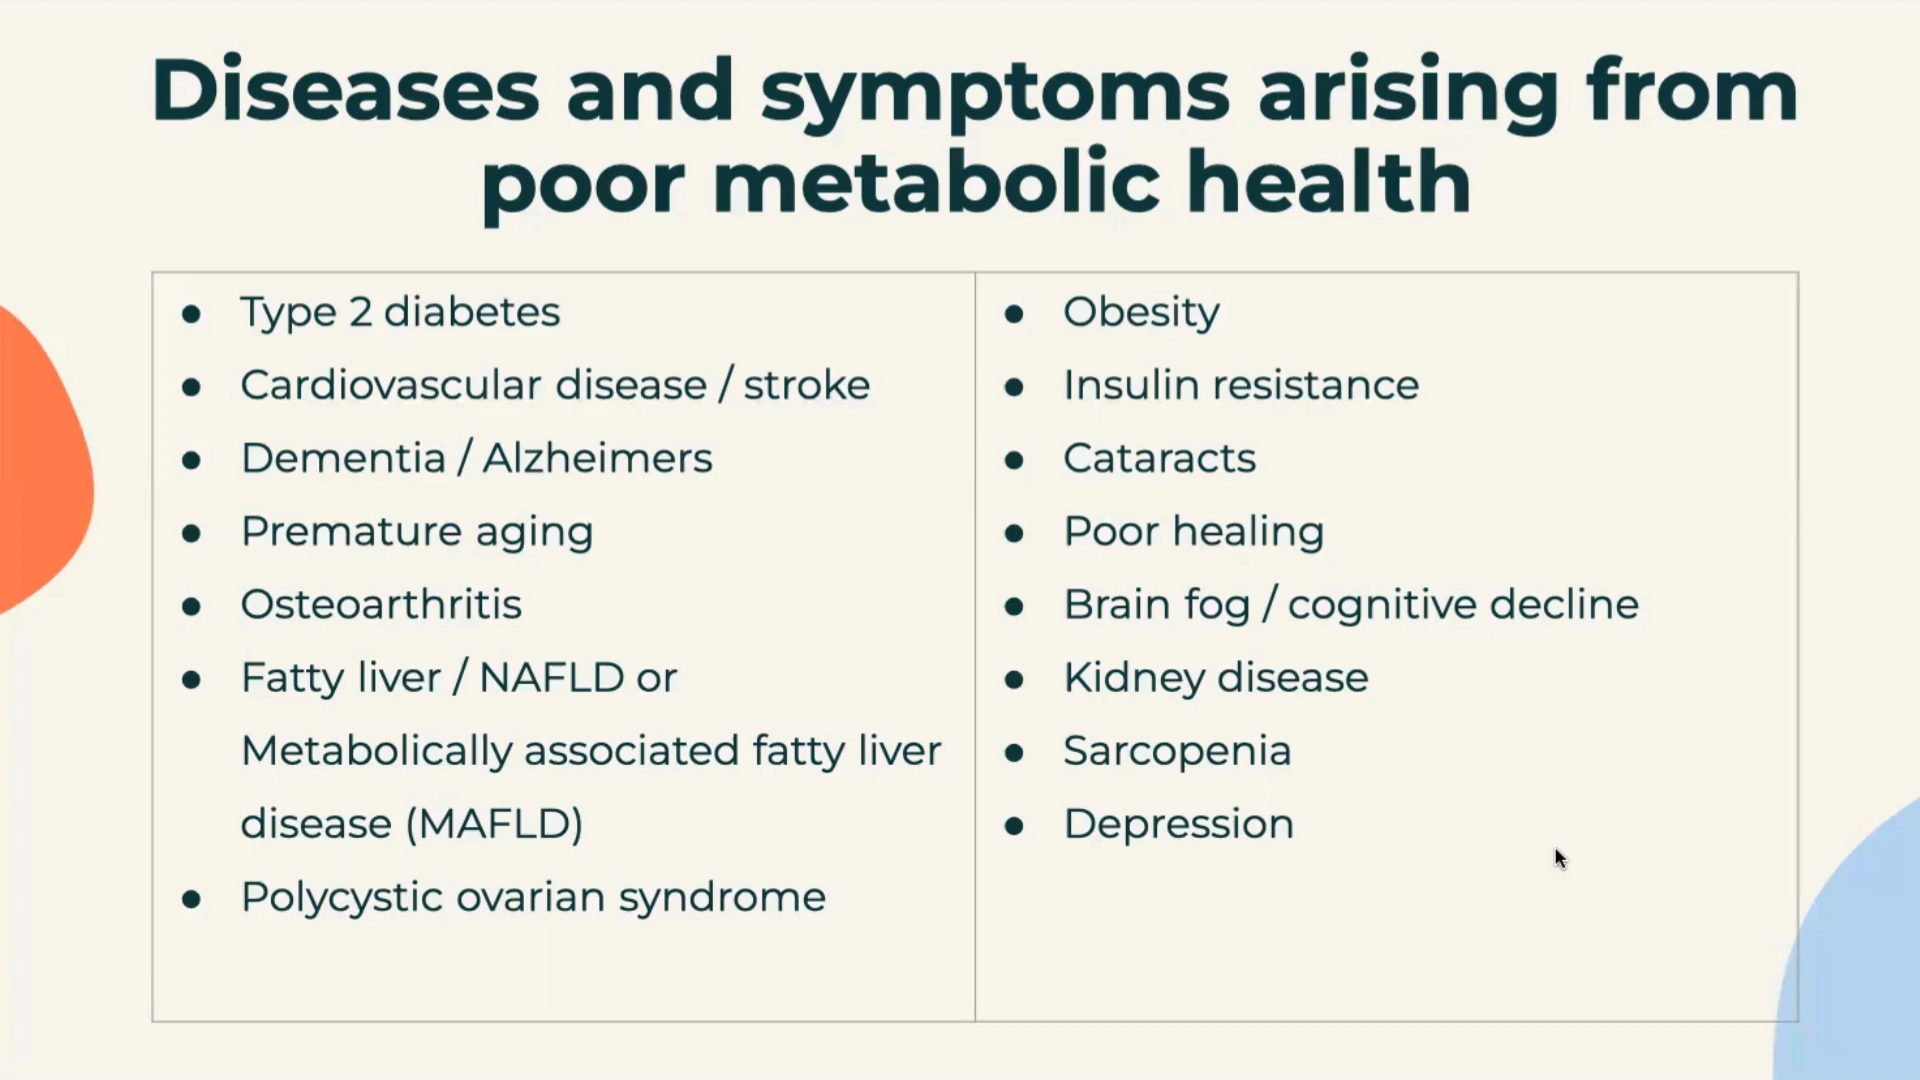 Diseases and symptoms arising from
poor metabolic health
● Type 2 diabetes
● Cardiovascular disease / stroke
● Dementia / Alzheimers
● Premature aging
● Osteoarthritis
● Fatty liver / NAFLD or
Metabolically associated fatty liver
disease (MAFLD)
● Polycystic ovarian syndrome
● Obesity
● Insulin resistance
● Cataracts
● Poor healing
● Brain fog / cognitive decline
● Kidney disease
● Sarcopenia
● Depression